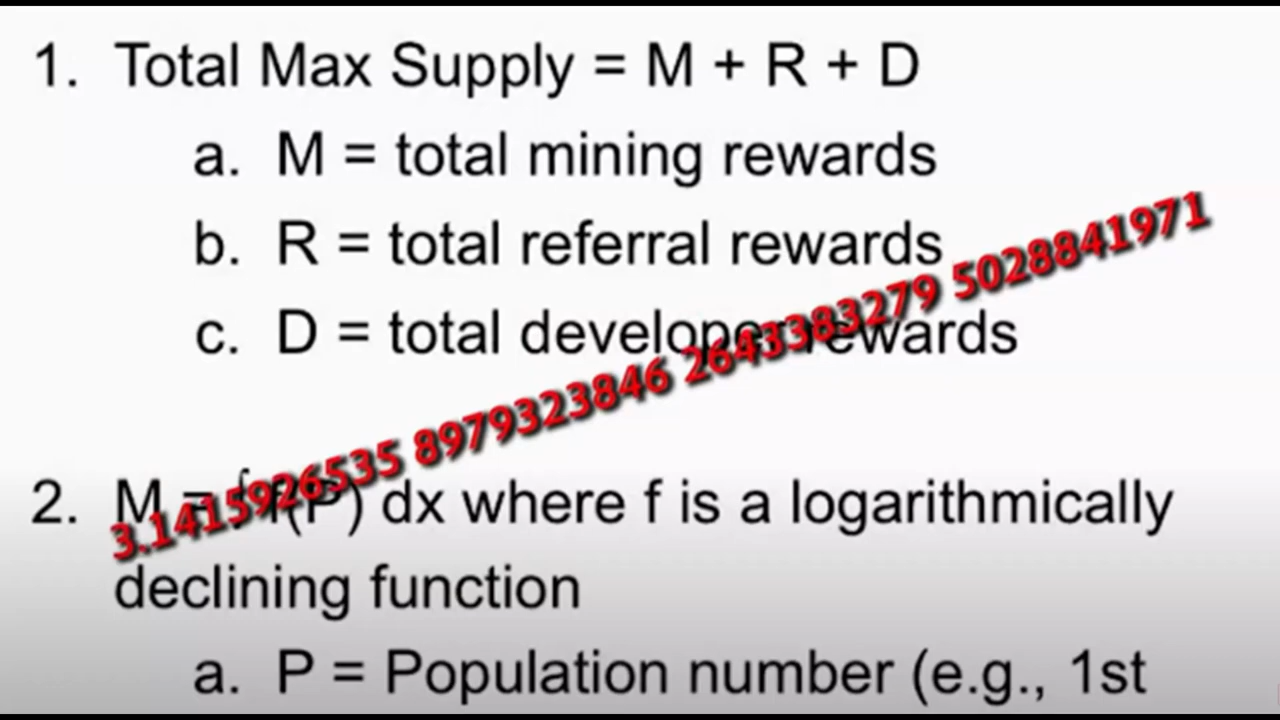 1. Total Max Supply = M + R + D
a. M = total mining rewards
b. R = total referral rewards
c. D = total developer rewards
3.1415926535 8979323846 2643383279 5028841971
2. M = ∫ f(P) dx where f is a logarithmically
declining function
a. P = Population number (e.g., 1st